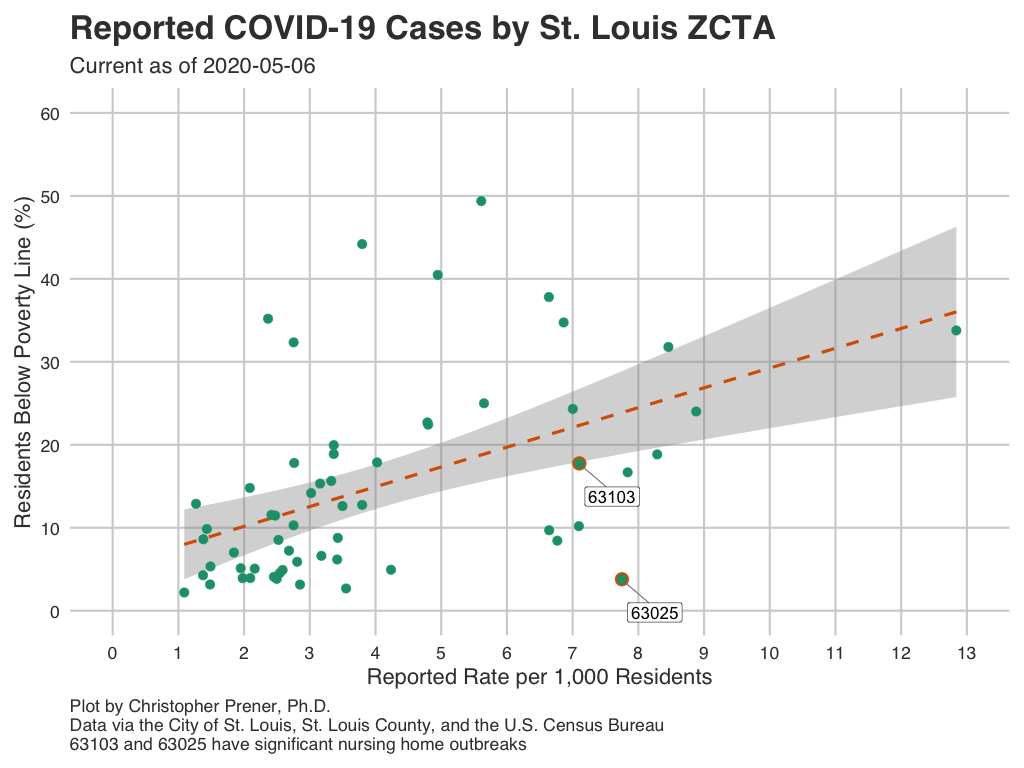 Reported COVID-19 Cases by St. Louis ZCTA
Current as of 2020-05-06
60
50
40
30
20
10
0
Residents Below Poverty Line (%)
63103
63025
0 1 2 3 4 5 6 7 8 9 10 11 12 13
Reported Rate per 1,000 Residents
Plot by Christopher Prener, Ph.D.
Data via the City of St. Louis, St. Louis County, and the U.S. Census Bureau
63103 and 63025 have significant nursing home outbreaks